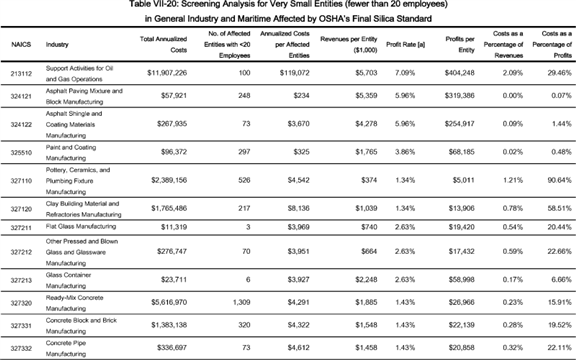 Table VII-20: Screening Analysis for Very Small Entities (fewer than 20 employees)
in General Industry and Maritime Affected by OSHA's Final Silica Standard
NAICS Industry Total Annualized Costs No. of Affected Entities with <20 Employees Annualized Costs per Affected Entities Revenues per Entity ($1,000) Profit Rate [a] Profits per Entity Costs as a Percentage of Revenues Costs as a Percentage of Profits
213112 Support Activities for Oil and Gas Operations $11,907,226 100 $119,072 $5,703 7.09% $404,248 2.09% 29.46%
324121 Asphalt Paving Mixture and Block Manufacturing $57,921 248 $234 $5,359 5.96% $319,386 0.00% 0.07%
324122 Asphalt Shingle and Coating Materials Manufacturing $267,935 73 $3,670 $4,278 5.96% $254,917 0.09% 1.44%
325510 Paint and Coating Manufacturing $96,372 297 $325 $1,765 3.86% $68,185 0.02% 0.48%
327110 Pottery, Ceramics, and Plumbing Fixture Manufacturing $2,389,156 526 $4,542 $374 1.34% $5,011 1.21% 90.64%
327120 Clay Building Material and Refractories Manufacturing $1,765,486 217 $8,136 $1,039 1.34% $13,906 0.78% 58.51%
327211 Flat Glass Manufacturing $11,319 3 $3,969 $740 2.63% $19,420 0.54% 20.44%
327212 Other Pressed and Blown Glass and Glassware Manufacturing $276,747 70 $3,951 $664 2.63% $17,432 0.59% 22.66%
327213 Glass Container Manufacturing $23,711 6 $3,927 $2,248 2.63% $58,998 0.17% 6.66%
327320 Ready-Mix Concrete Manufacturing $5,616,970 1,309 $4,291 $1,885 1.43% $26,966 0.23% 15.91%
327331 Concrete Block and Brick Manufacturing $1,383,138 320 $4,322 $1,548 1.43% $22,139 0.28% 19.52%
327332 Concrete Pipe Manufacturing $336,697 73 $4,612 $1,458 1.43% $20,858 0.32% 22.11%